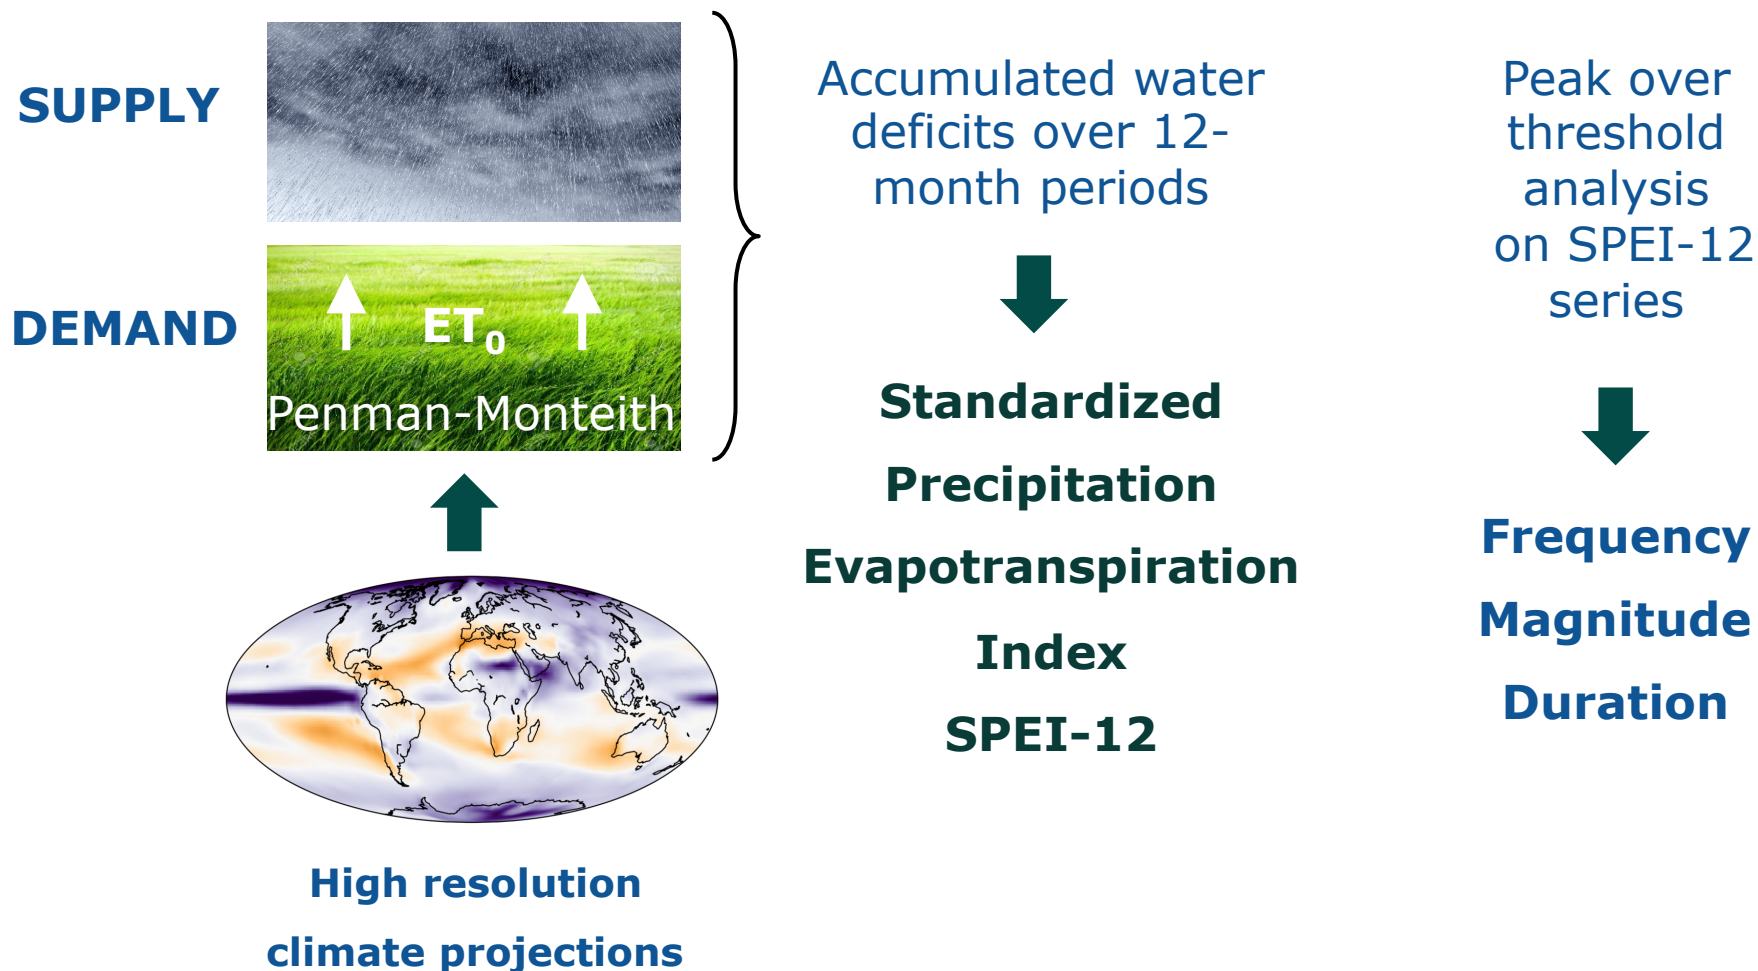 SUPPLY
DEMAND
ET₀
Penman-Monteith
High resolution
climate projections
Accumulated water
deficits over 12-
month periods
Standardized
Precipitation
Evapotranspiration
Index
SPEI-12
Peak over
threshold
analysis
on SPEI-12
series
Frequency
Magnitude
Duration